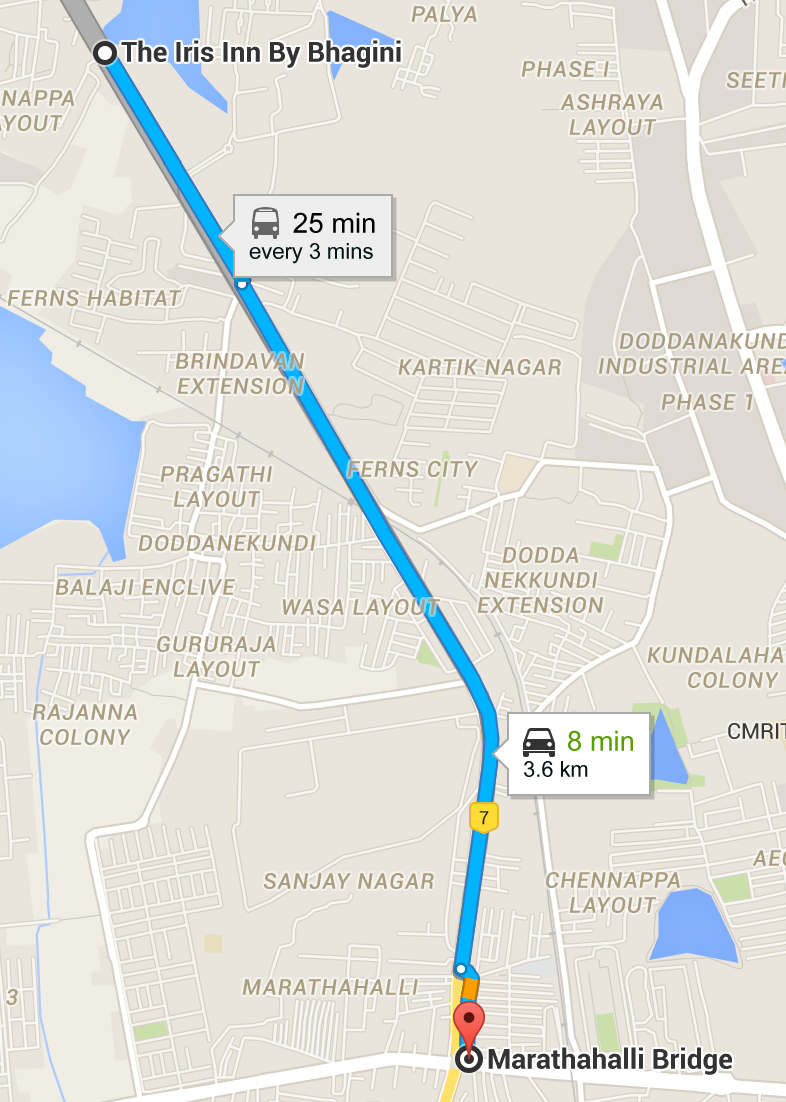 PALYA
The Iris Inn By Bhagini
PHASE I
ASHRAYA
LAYOUT
25 min
every 3 mins
FERNS HABITAT
BRINDAVAN
EXTENSION
KARTIK NAGAR
PHASE 1
FERNS CITY
PRAGATHI
LAYOUT
DODDANEKUNDI
BALAJI ENCLIVE
DODDA
NEKKUNDI
EXTENSION
WASA LAYOUT
GURURAJA
LAYOUT
COLONY
RAJANNA
COLONY
8 min
3.6 km
7
SANJAY NAGAR
CHENNAPPA
LAYOUT
MARATHAHALLI
3
Marathahalli Bridge
NAPPA
YOUT
SEET
DODDANAKUND
INDUSTRIAL ARE
KUNDALAHA
CMRIT
AEC